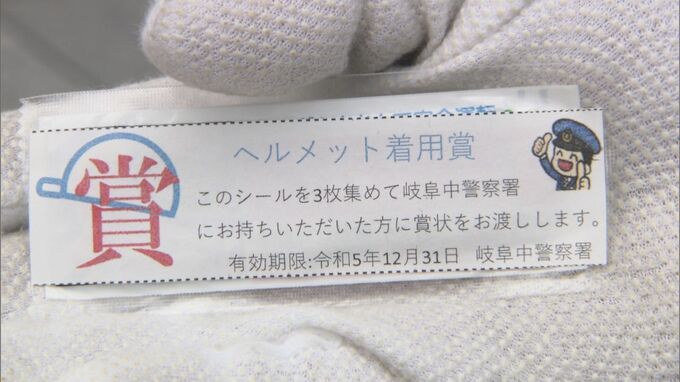 ヘルメット着用賞
賞
このシールを3枚集めて岐阜中警察署
にお持ちいただいた方に賞状をお渡しします。
有効期限:令和5年12月31日 岐阜中警察署